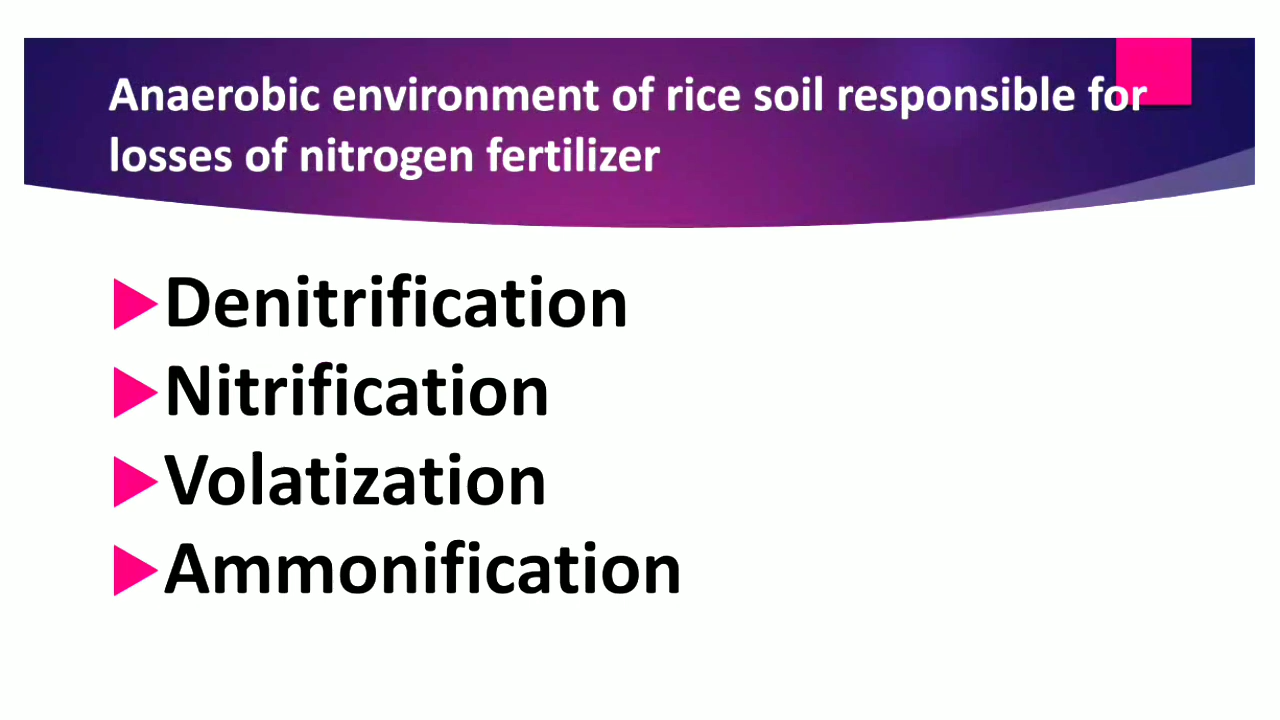 Anaerobic environment of rice soil responsible for
losses of nitrogen fertilizer
Denitrification
Nitrification
Volatization
Ammonification